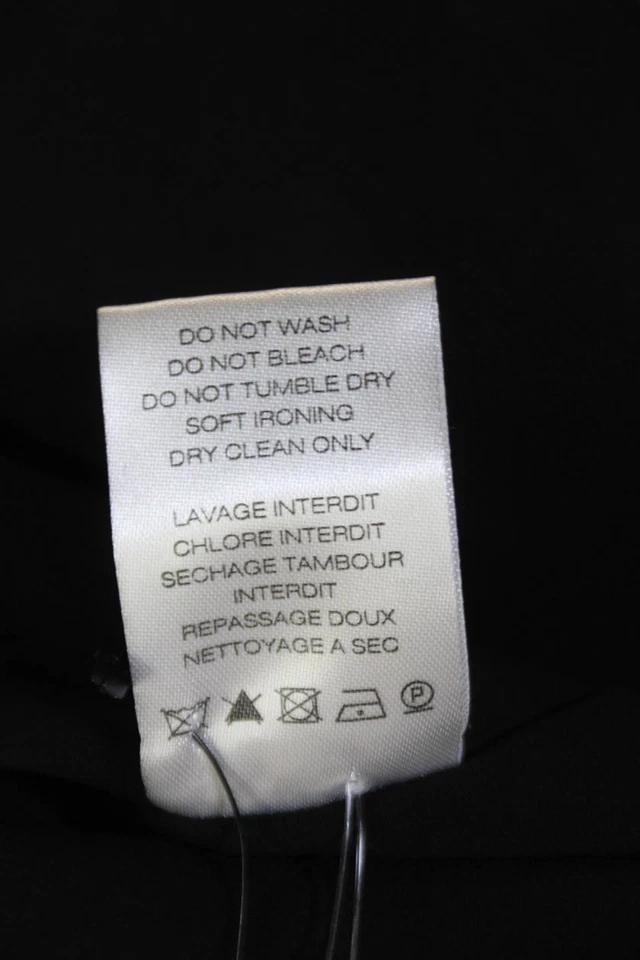 DO NOT WASH
DO NOT BLEACH
DO NOT TUMBLE DRY
SOFT IRONING
DRY CLEAN ONLY
LAVAGE INTERDIT
CHLORE INTERDIT
SECHAGE TAMBOUR
INTERDIT
REPASSAGE DOUX
NETTOYAGE A SEC
P